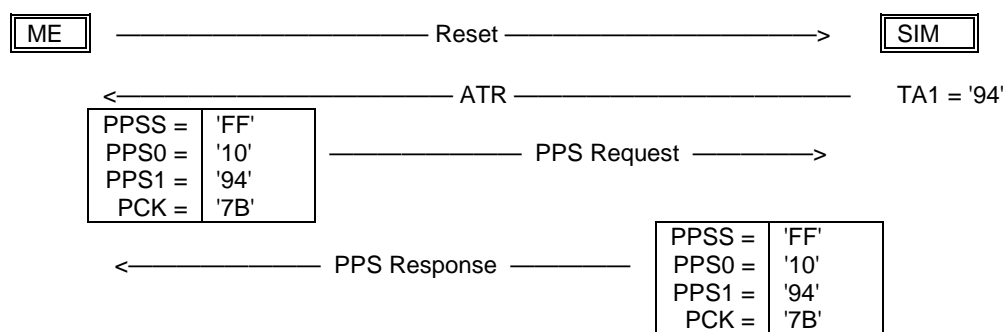 ME Reset SIM
ATR TA1 = '94'
PPSS = 'FF'
PPS0 = '10'
PPS1 = '94'
PCK = '7B'
PPS Request
PPS Response
PPSS = 'FF'
PPS0 = '10'
PPS1 = '94'
PCK = '7B'